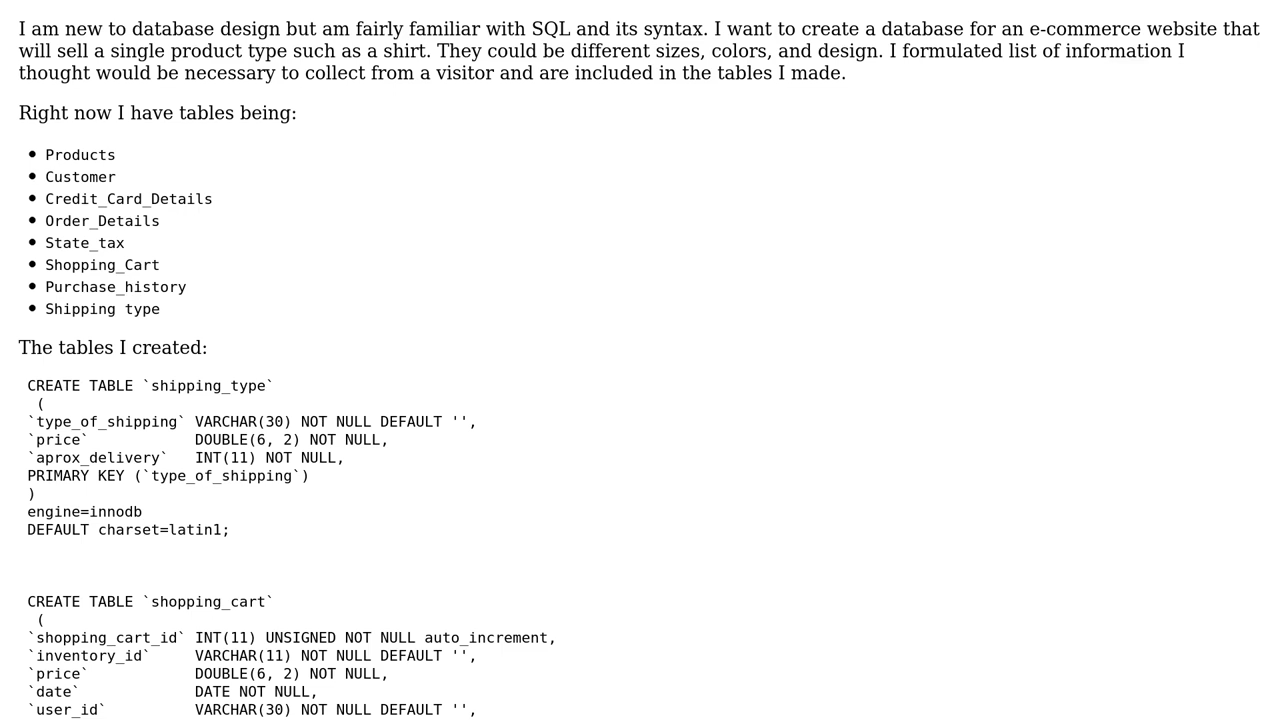 I am new to database design but am fairly familiar with SQL and its syntax. I want to create a database for an e-commerce website that
will sell a single product type such as a shirt. They could be different sizes, colors, and design. I formulated list of information I
thought would be necessary to collect from a visitor and are included in the tables I made.
Right now I have tables being:
• Products
• Customer
• Credit_Card_Details
• Order_Details
• State_tax
• Shopping_Cart
• Purchase_history
• Shipping type
The tables I created:
CREATE TABLE `shipping_type`
 (
`type_of_shipping` VARCHAR(30) NOT NULL DEFAULT '',
`price`            DOUBLE(6, 2) NOT NULL,
`aprox_delivery`   INT(11) NOT NULL,
PRIMARY KEY (`type_of_shipping`)
)
engine=innodb
DEFAULT charset=latin1;
CREATE TABLE `shopping_cart`
 (
`shopping_cart_id` INT(11) UNSIGNED NOT NULL auto_increment,
`inventory_id`     VARCHAR(11) NOT NULL DEFAULT '',
`price`            DOUBLE(6, 2) NOT NULL,
`date`             DATE NOT NULL,
`user_id`          VARCHAR(30) NOT NULL DEFAULT '',